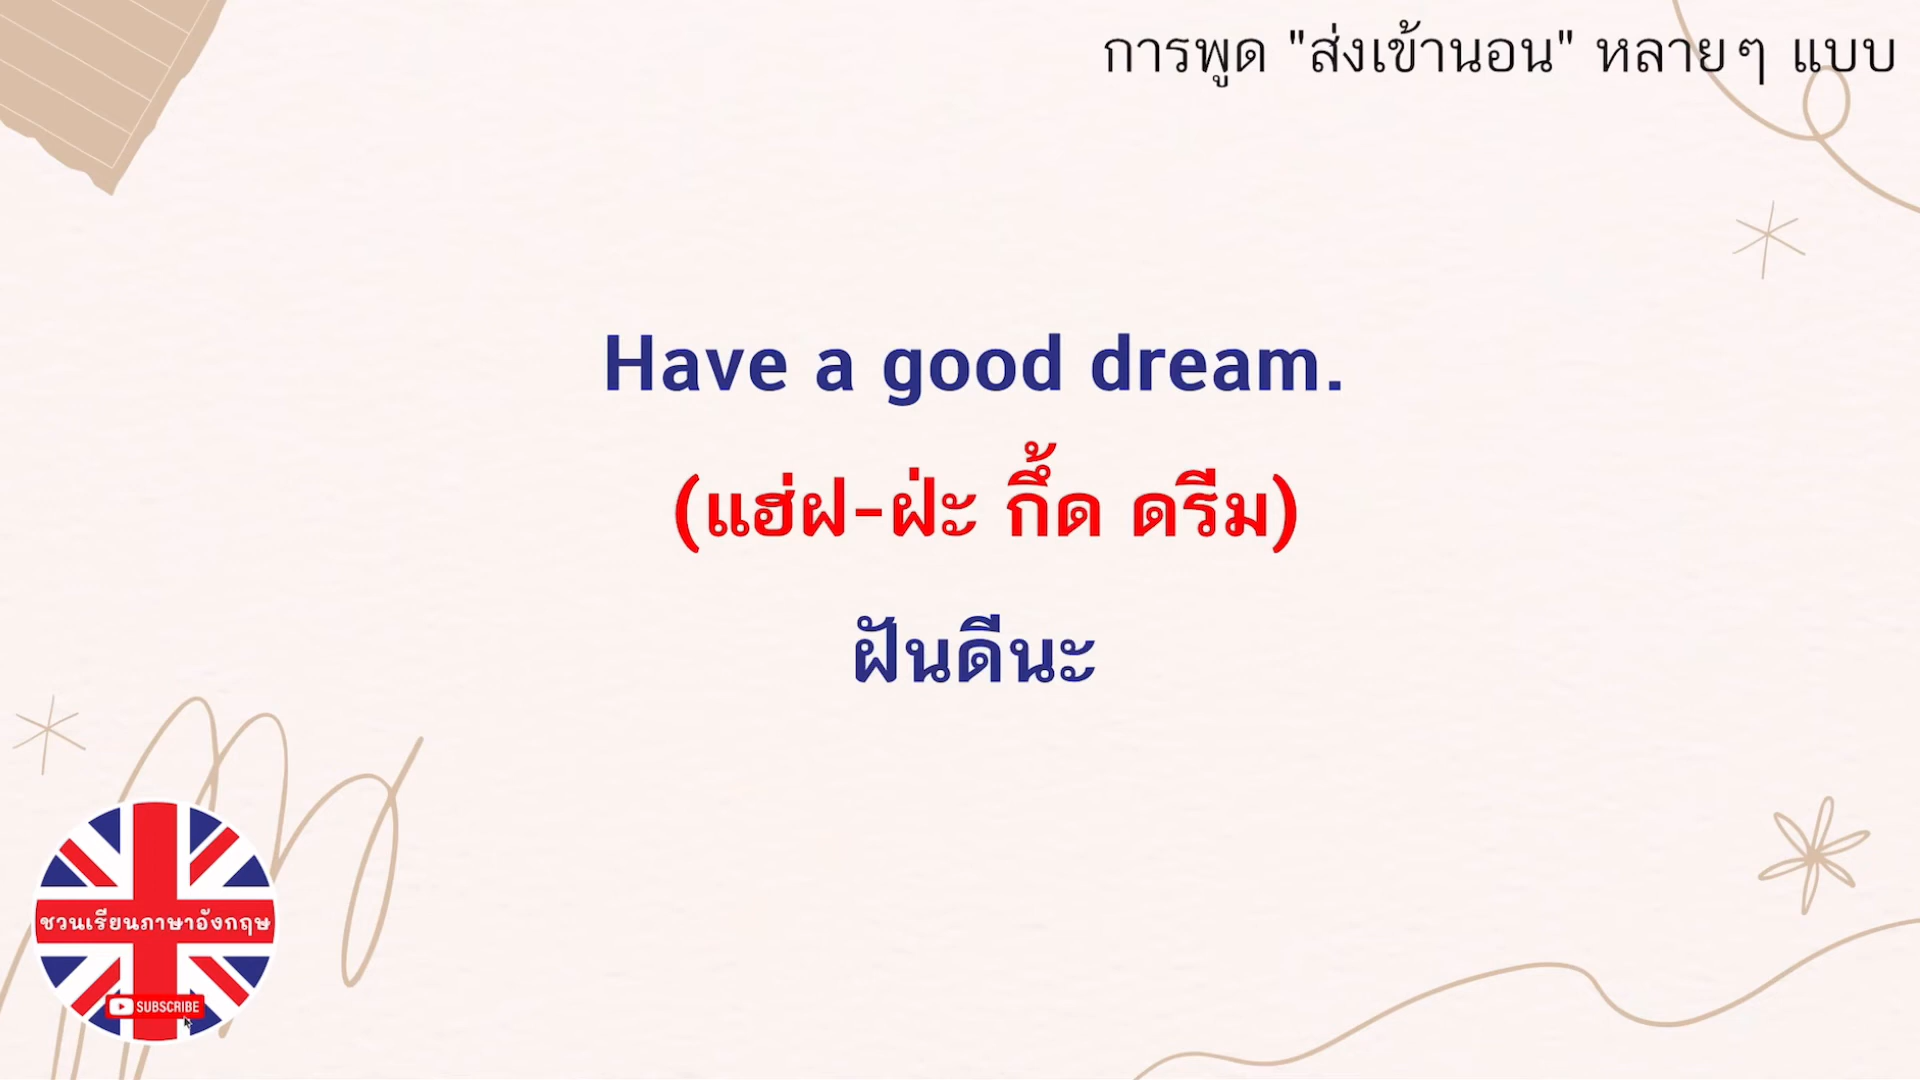 การพูด "ส่งเข้านอน" หลายๆ แบบ
Have a good dream.
(แฮ่ฝ-ฝ่ะ กึ้ด ดรีม)
ฝันดีนะ
ชวนเรียนภาษาอังกฤษ
SUBSCRIBE